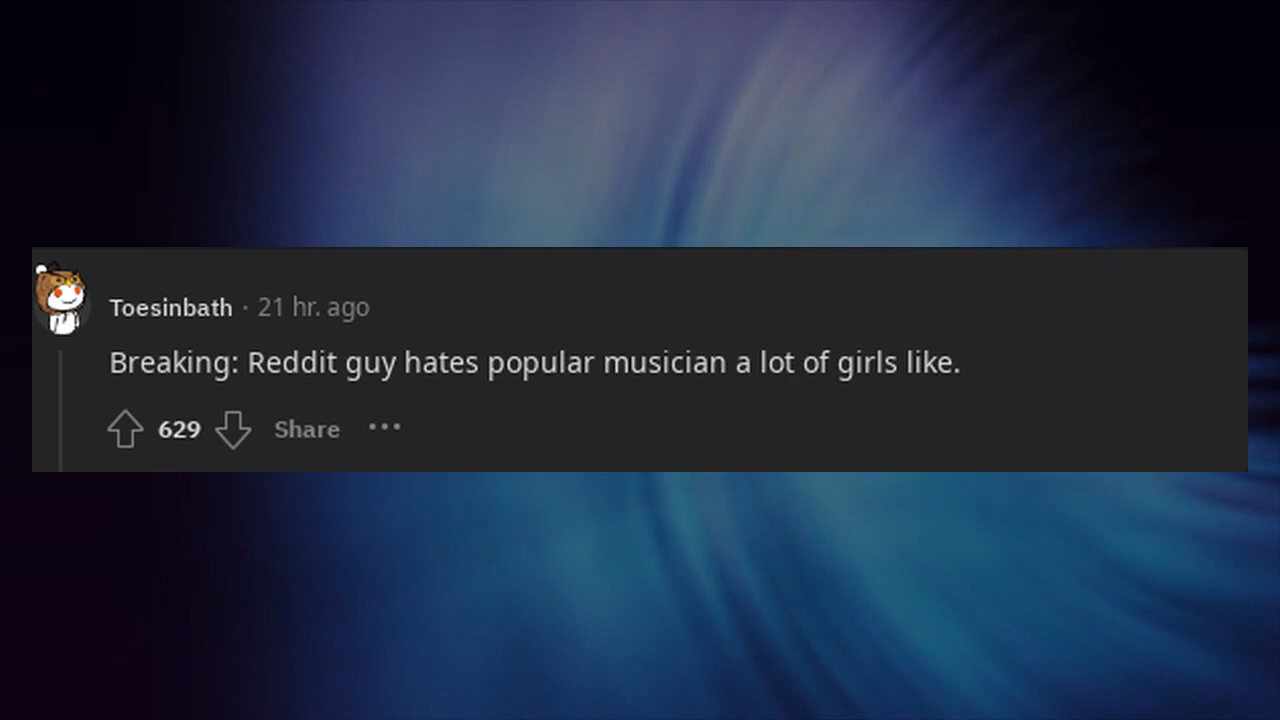 Toesinbath · 21 hr. ago
Breaking: Reddit guy hates popular musician a lot of girls like.
629 Share •••